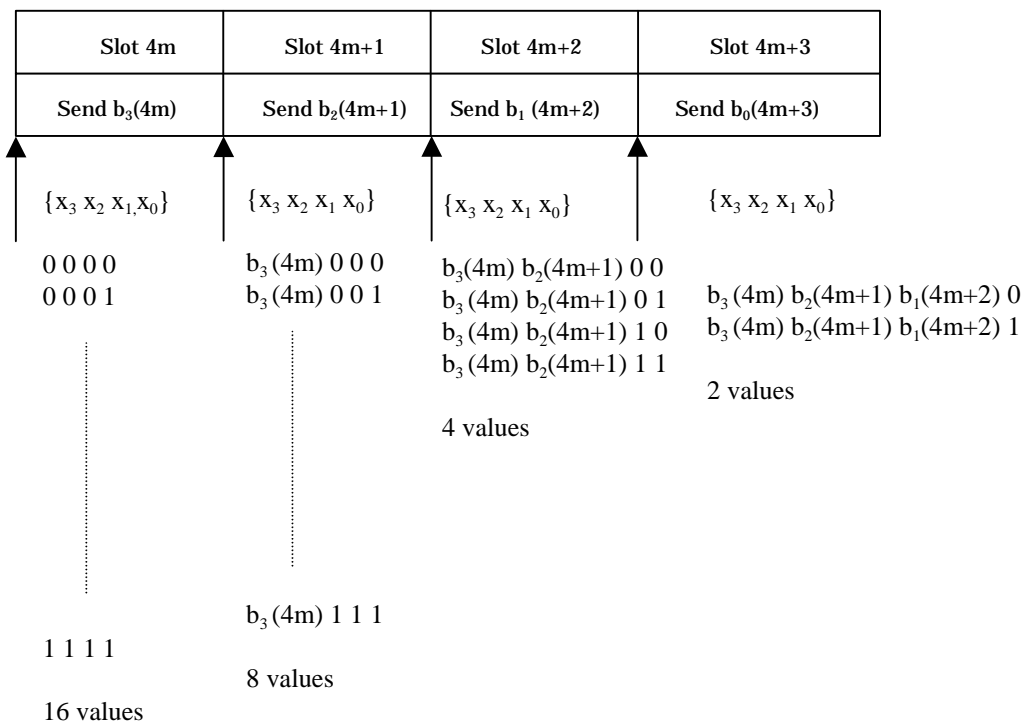 Slot 4m Slot 4m+1 Slot 4m+2 Slot 4m+3
Send b₃(4m) Send b₂(4m+1) Send b₁ (4m+2) Send b₀(4m+3)
{x₃ x₂ x₁,x₀} {x₃ x₂ x₁ x₀} {x₃ x₂ x₁ x₀} {x₃ x₂ x₁ x₀}
0 0 0 0
0 0 0 1
1 1 1 1
16 values
b₃(4m) 0 0 0
b₃(4m) 0 0 1
b₃(4m) 1 1 1
8 values
b₃(4m) b₂(4m+1) 0 0
b₃(4m) b₂(4m+1) 0 1
b₃(4m) b₂(4m+1) 1 0
b₃(4m) b₂(4m+1) 1 1
4 values
b₃(4m) b₂(4m+1) b₁(4m+2) 0
b₃(4m) b₂(4m+1) b₁(4m+2) 1
2 values